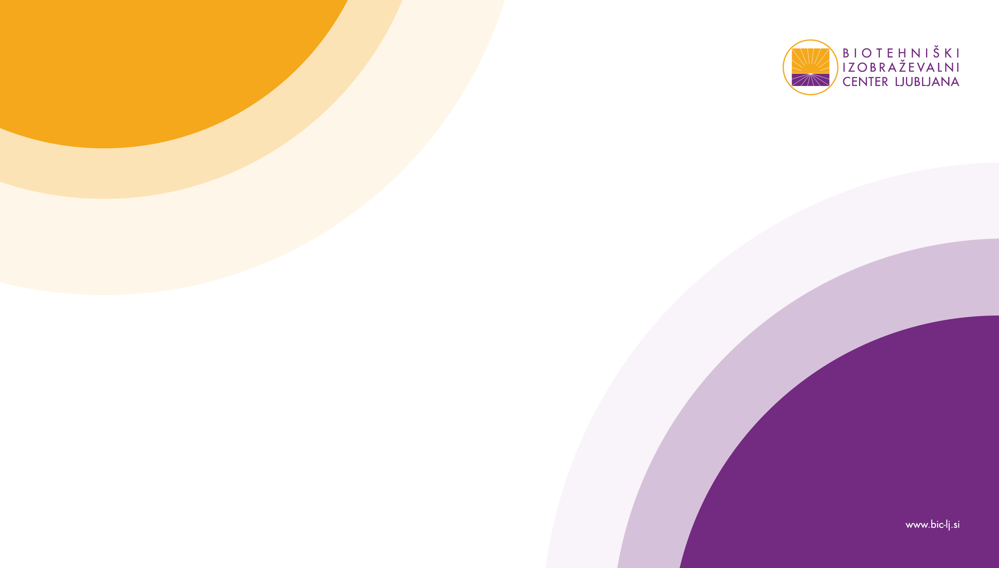 BIOTEHNIŠKI
IZOBRAŽEVALNI
CENTER LJUBLJANA
www.bic-lj.si